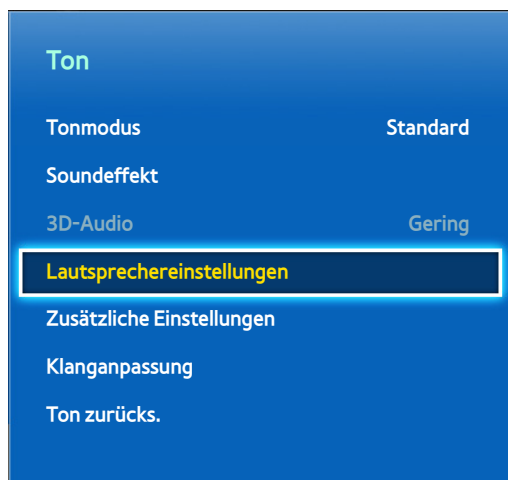 Ton
Tonmodus Standard
Soundeffekt
3D-Audio Gering
Lautsprechereinstellungen
Zusätzliche Einstellungen
Klanganpassung
Ton zurücks.